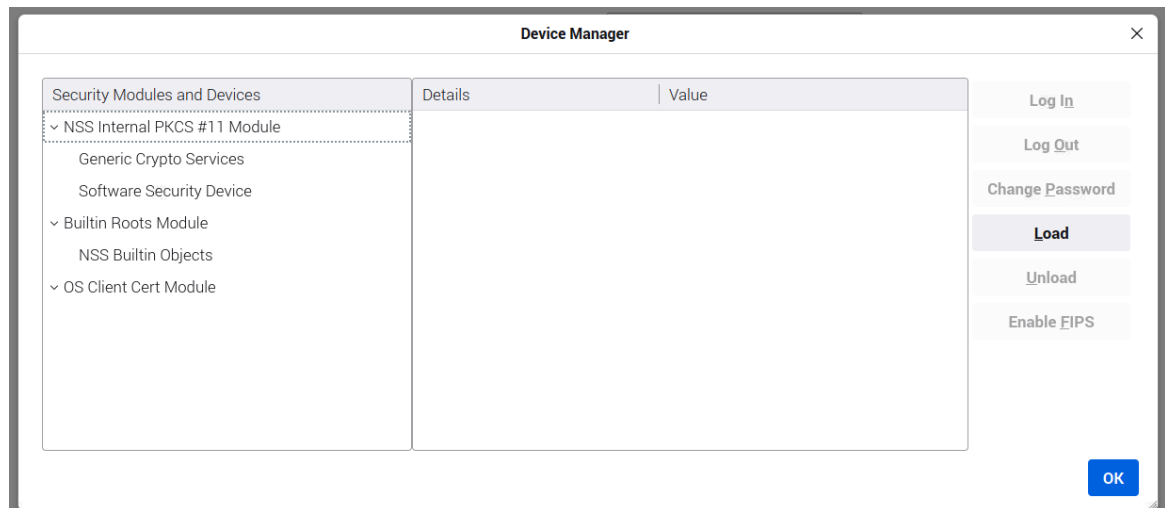 Device Manager
Security Modules and Devices
Details
Value
NSS Internal PKCS #11 Module
Generic Crypto Services
Software Security Device
Builtin Roots Module
NSS Builtin Objects
OS Client Cert Module
Log In
Log Out
Change Password
Load
Unload
Enable FIPS
OK